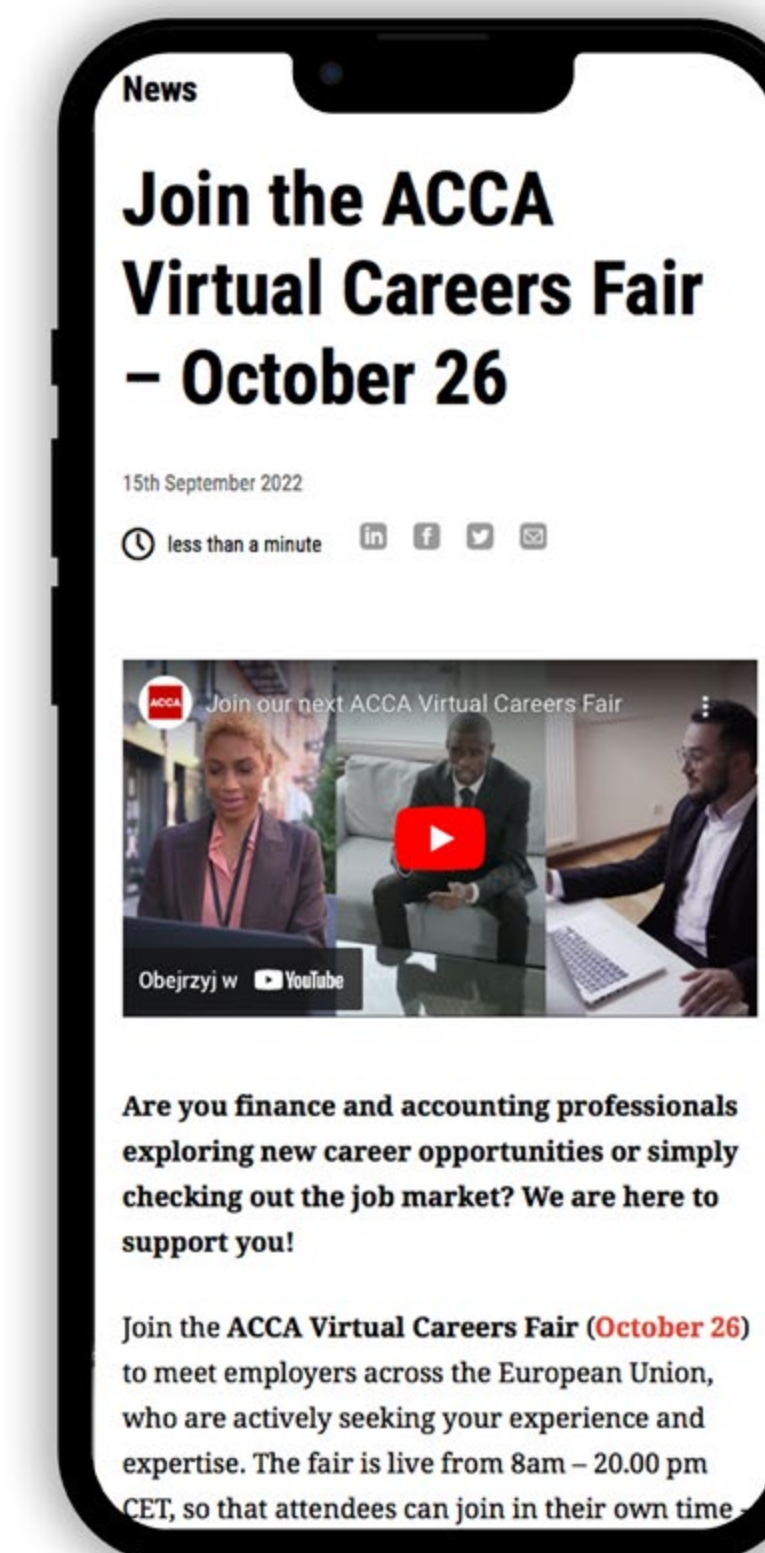 News
Join the ACCA
Virtual Careers Fair
– October 26
15th September 2022
less than a minute
in f
ACCA
Join our next ACCA Virtual Careers Fair
Obejrzyj w YouTube
Are you finance and accounting professionals
exploring new career opportunities or simply
checking out the job market? We are here to
support you!
Join the ACCA Virtual Careers Fair (October 26)
to meet employers across the European Union,
who are actively seeking your experience and
expertise. The fair is live from 8am – 20.00 pm
CET, so that attendees can join in their own time -